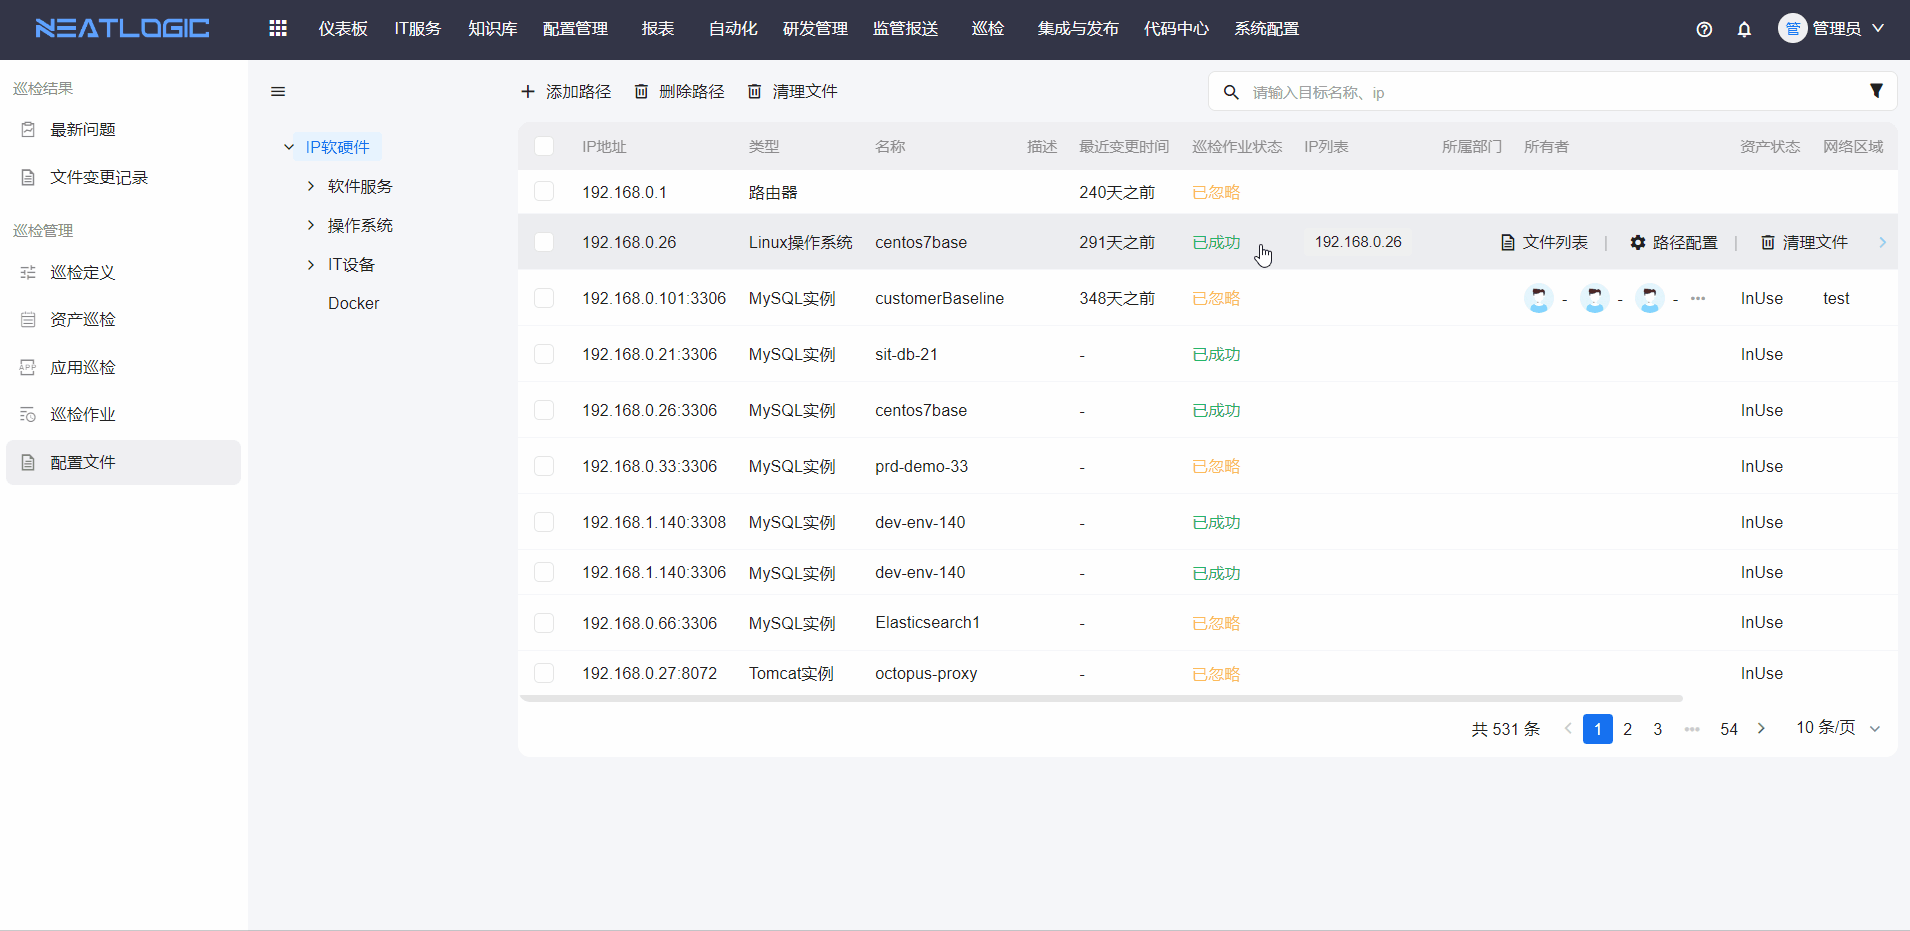 NEATLOGIC
仪表板 IT服务 知识库 配置管理 报表 自动化 研发管理 监管报送 巡检 集成与发布 代码中心 系统配置
管 管理员
巡检结果
最新问题
文件变更记录
巡检管理
巡检定义
资产巡检
应用巡检
巡检作业
配置文件
IP软硬件
软件服务
操作系统
IT设备
Docker
添加路径 删除路径 清理文件
请输入目标名称、ip
IP地址 类型 名称 描述 最近变更时间 巡检作业状态 IP列表 所属部门 所有者 资产状态 网络区域
192.168.0.1 路由器 240天之前 已忽略
192.168.0.26 Linux操作系统 centos7base 291天之前 已成功 192.168.0.26 文件列表 | 路径配置 | 清理文件
192.168.0.101:3306 MySQL实例 customerBaseline 348天之前 已忽略 - - - ··· InUse test
192.168.0.21:3306 MySQL实例 sit-db-21 - 已成功 InUse
192.168.0.26:3306 MySQL实例 centos7base - 已成功 InUse
192.168.0.33:3306 MySQL实例 prd-demo-33 - 已忽略 InUse
192.168.1.140:3308 MySQL实例 dev-env-140 - 已成功 InUse
192.168.1.140:3306 MySQL实例 dev-env-140 - 已成功 InUse
192.168.0.66:3306 MySQL实例 Elasticsearch1 - 已忽略 InUse
192.168.0.27:8072 Tomcat实例 octopus-proxy - 已忽略 InUse
共 531 条 1 2 3 ··· 54 10 条/页